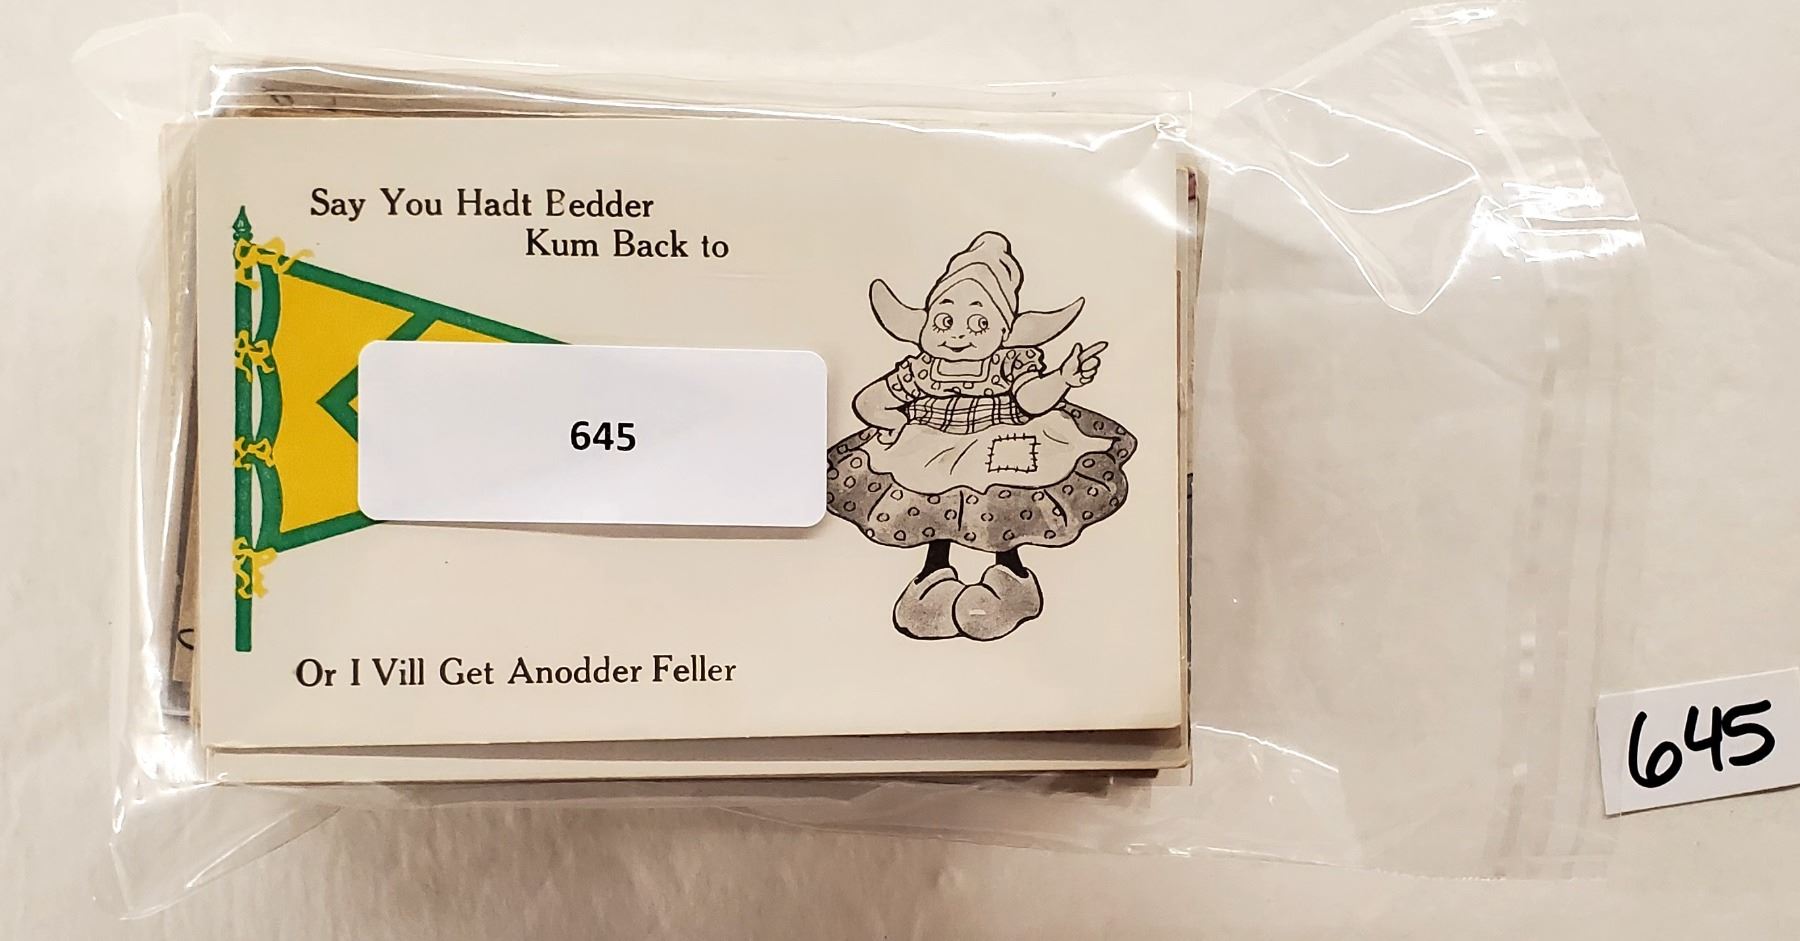 Say You Hadt Bedder
Kum Back to
645
Or I Vill Get Anodder Feller
645